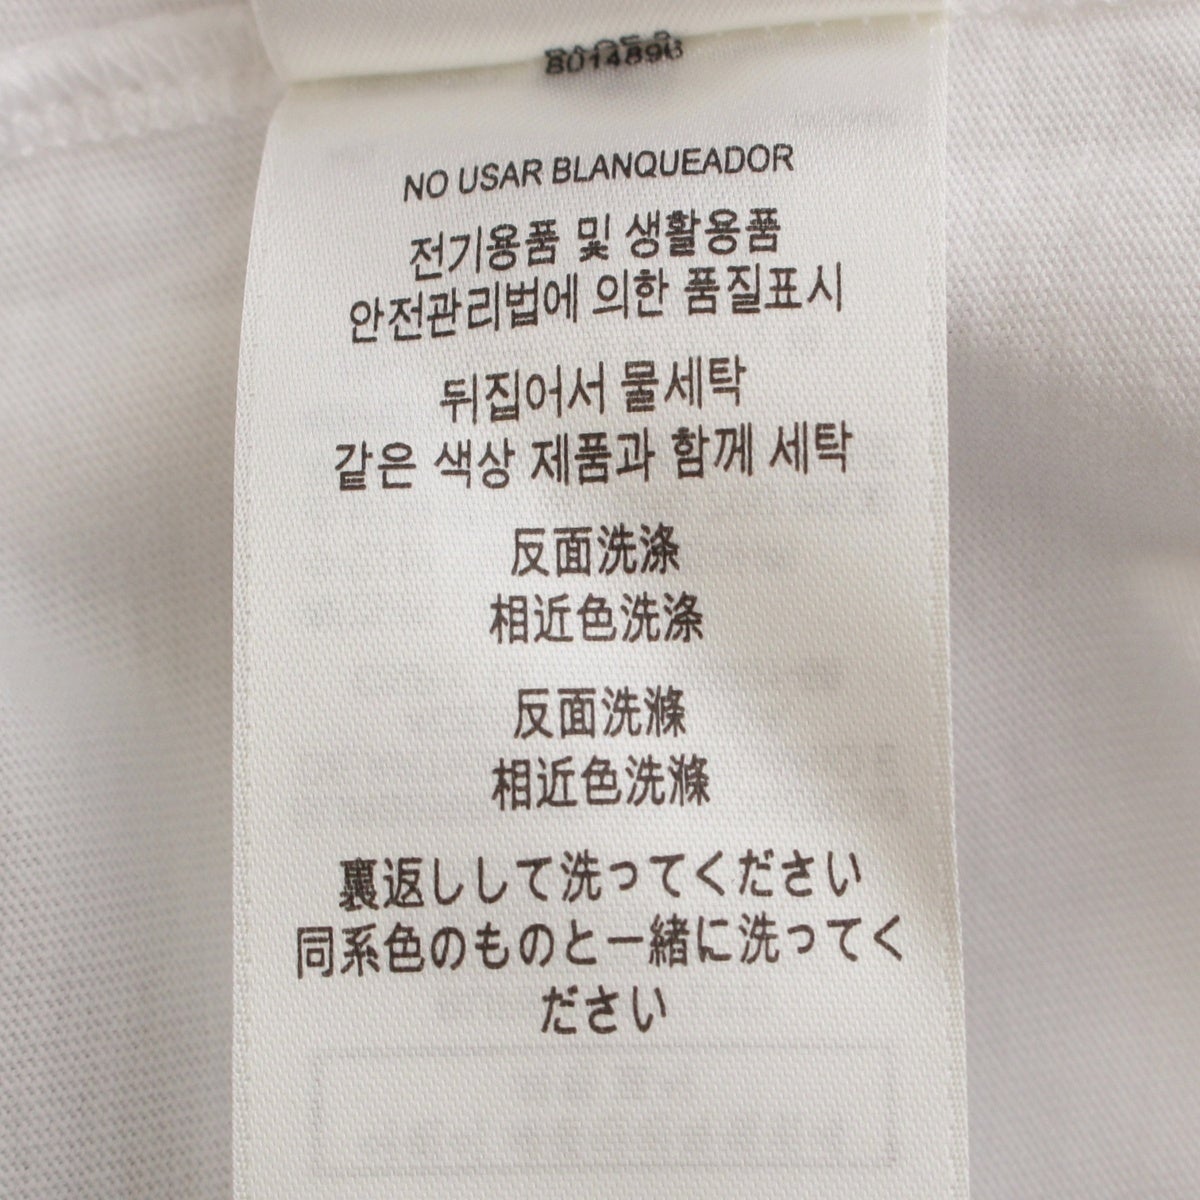 8014896
NO USAR BLANQUEADOR
전기용품 및 생활용품
안전관리법에 의한 품질표시
뒤집어서 물세탁
같은 색상 제품과 함께 세탁
反面洗涤
相近色洗涤
反面洗滌
相近色洗滌
裏返しして洗ってください
同系色のものと一緒に洗ってく
ださい